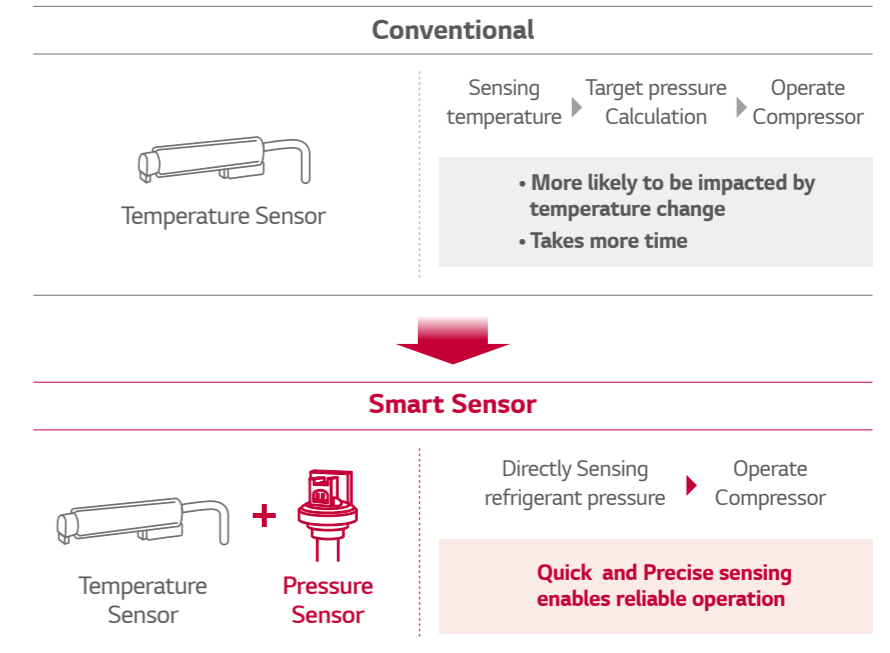 Conventional
Temperature Sensor
Sensing temperature
Target pressure Calculation
Operate Compressor
• More likely to be impacted by
temperature change
• Takes more time
Smart Sensor
Temperature
Sensor
+
Pressure
Sensor
Directly Sensing
refrigerant pressure
Operate
Compressor
Quick and Precise sensing
enables reliable operation